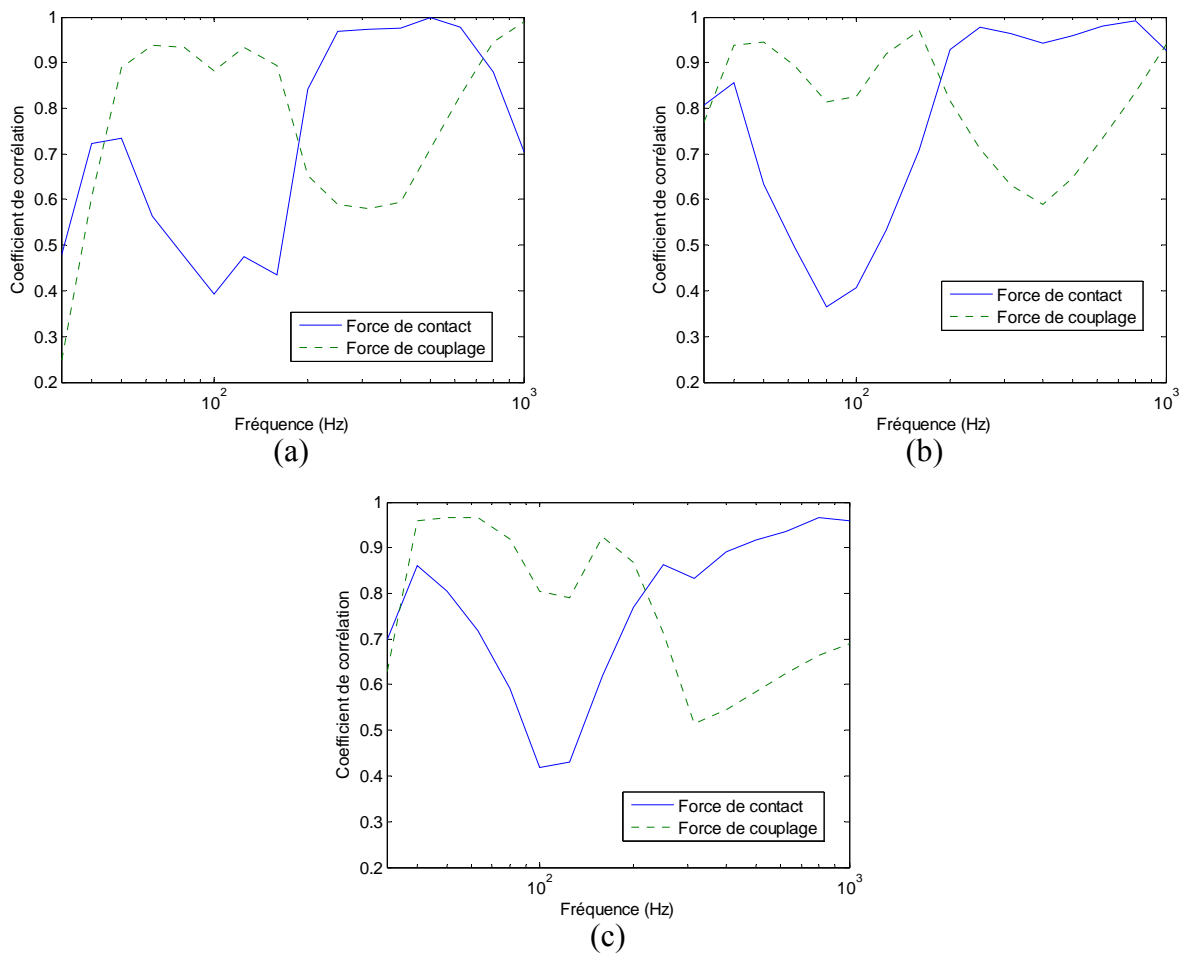 Coefficient de corrélation
1
0.9
0.8
0.7
0.6
0.5
0.4
0.3
0.2
Force de contact
Force de couplage
10²
10³
Fréquence (Hz)
(a)
Coefficient de corrélation
1
0.9
0.8
0.7
0.6
0.5
0.4
0.3
0.2
Force de contact
Force de couplage
10²
10³
Fréquence (Hz)
(b)
Coefficient de corrélation
1
0.9
0.8
0.7
0.6
0.5
0.4
0.3
0.2
Force de contact
Force de couplage
10²
10³
Fréquence (Hz)
(c)